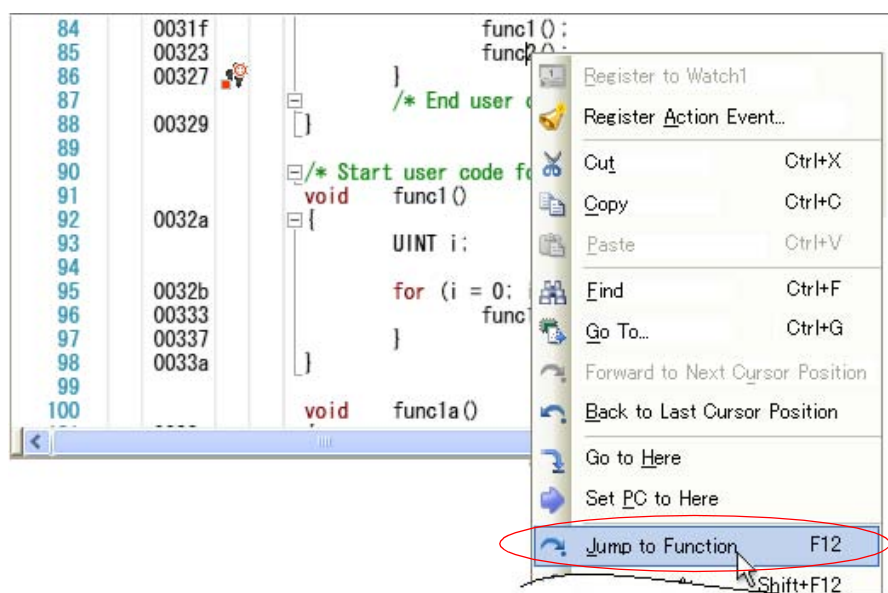 84 0031f func1();
85 00323 func2();
86 00327 }
87 /* End user
88 00329 }
89
90 /* Start user code
91 void func1()
92 0032a {
93 UINT i;
94
95 0032b for (i = 0;
96 00333 func1
97 00337 }
98 0033a }
99
100 void func1a()
Register to Watch1
Register Action Event...
Cut Ctrl+X
Copy Ctrl+C
Paste Ctrl+V
Find Ctrl+F
Go To... Ctrl+G
Forward to Next Cursor Position
Back to Last Cursor Position
Go to Here
Set PC to Here
Jump to Function F12
Shift+F12